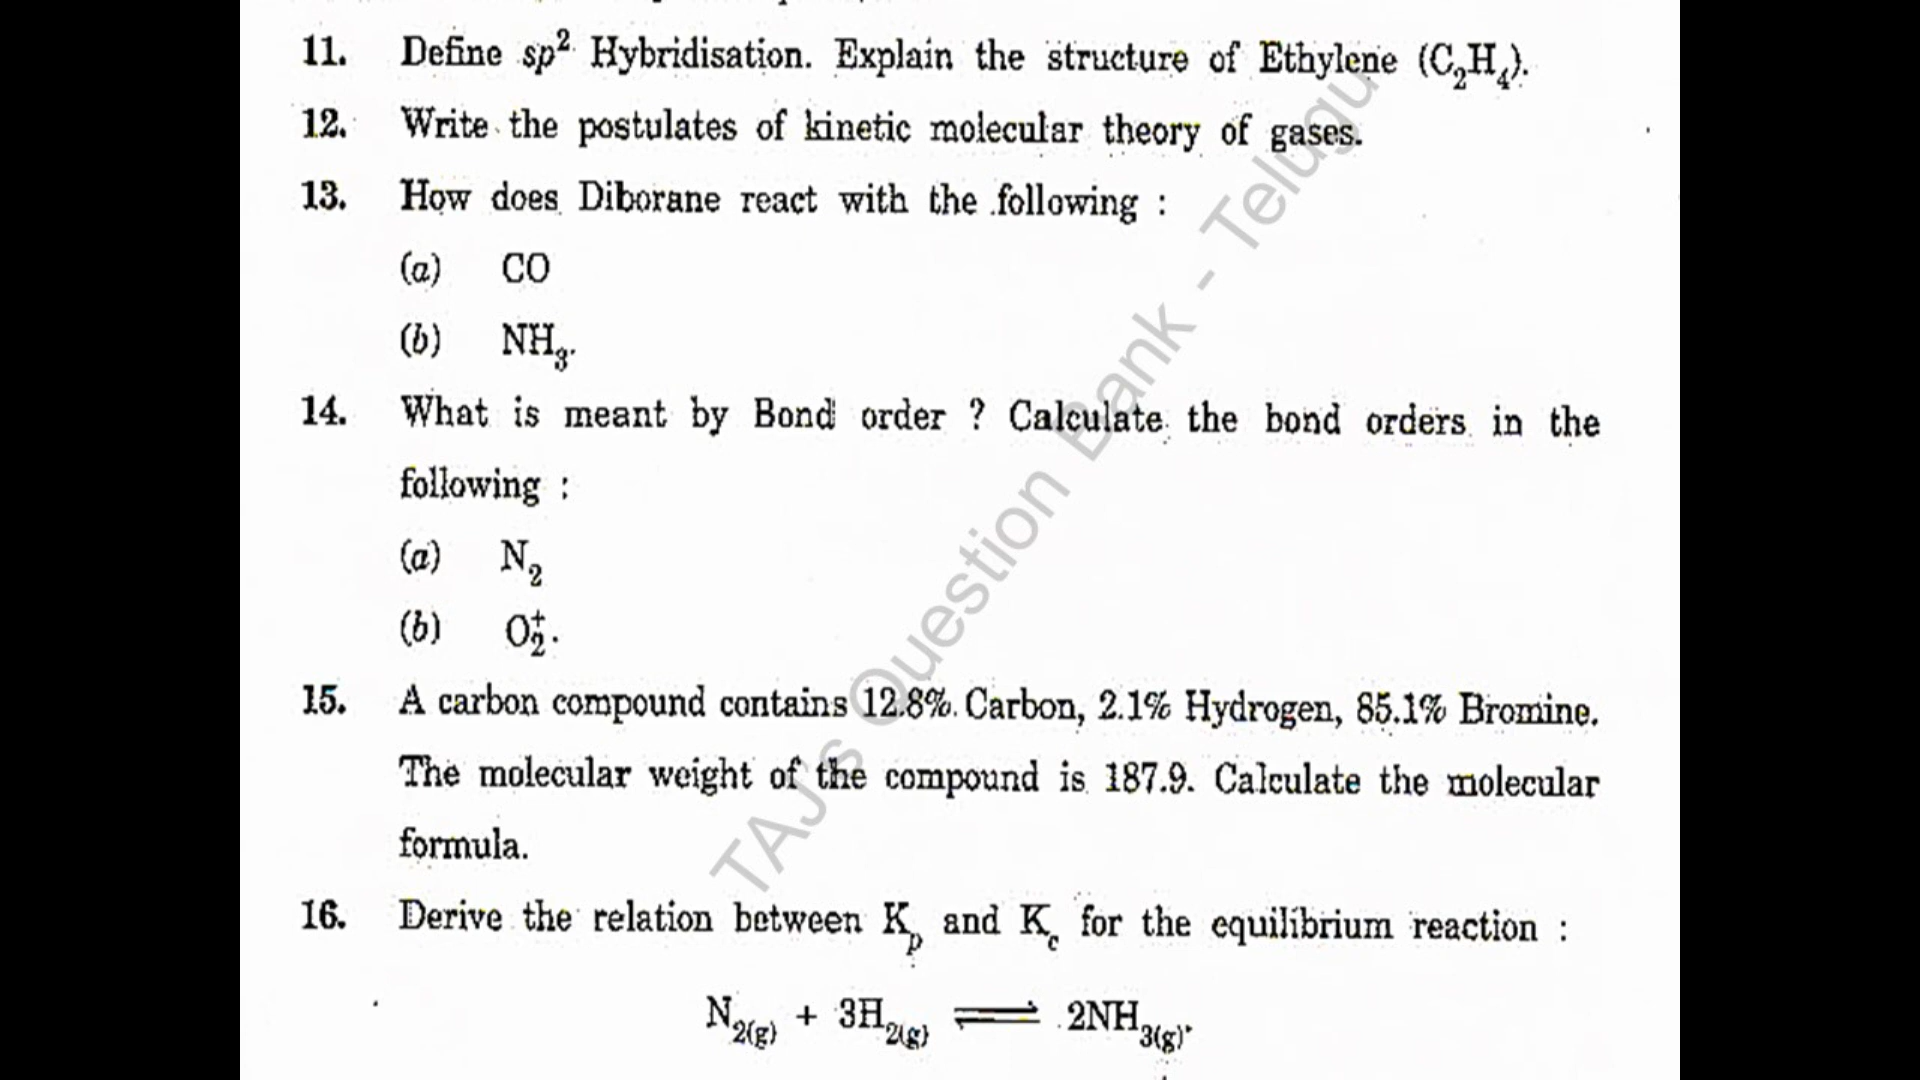 11. Define sp² Hybridisation. Explain the structure of Ethylene (C₂H₄).
12. Write the postulates of kinetic molecular theory of gases.
13. How does Diborane react with the following :
(a) CO
(b) NH₃.
14. What is meant by Bond order ? Calculate the bond orders in the
following :
(a) N₂
(b) O₂⁺.
15. A carbon compound contains 12.8% Carbon, 2.1% Hydrogen, 85.1% Bromine.
The molecular weight of the compound is 187.9. Calculate the molecular
formula.
16. Derive the relation between Kₚ and K꜀ for the equilibrium reaction :
N₂(g) + 3H₂(g) ⇌ 2NH₃(g).
TAJ's Question Bank - Telugu